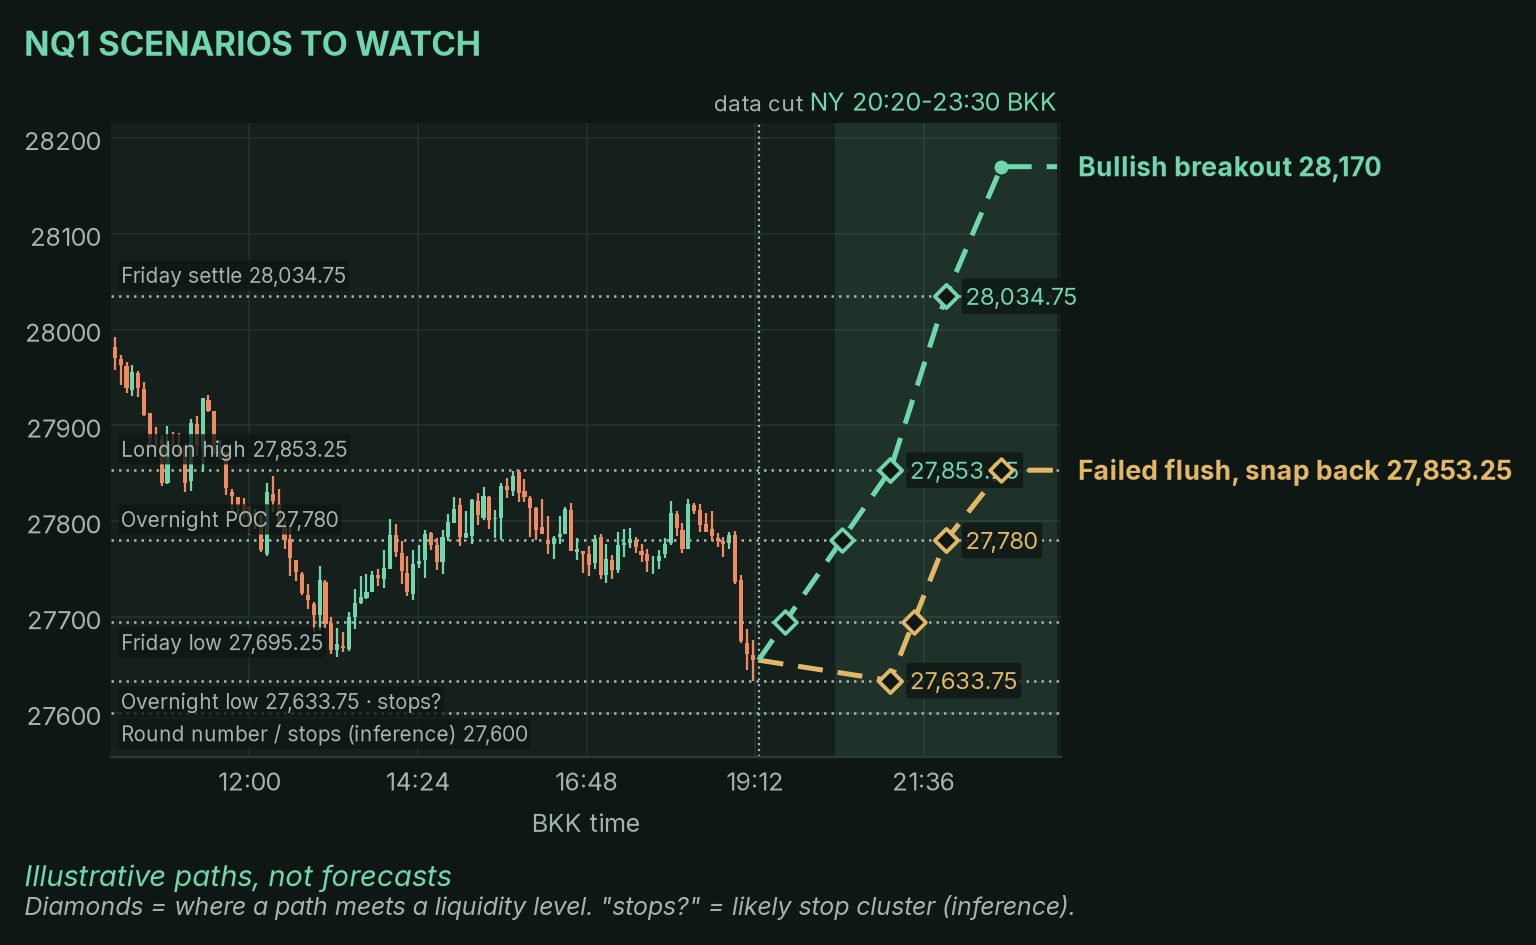 NQ1 SCENARIOS TO WATCH
data cut NY 20:20-23:30 BKK
28200
Bullish breakout 28,170
28100
Friday settle 28,034.75
28,034.75
28000
27900
London high 27,853.25
27,853.
5
Failed flush, snap back 27,853.25
27800
Overnight POC 27,780
27,780
27700
Friday low 27,695.25
27,633.75
Overnight low 27,633.75 · stops?
27600
Round number / stops (inference) 27,600
12:00 14:24 16:48 19:12 21:36
BKK time
Illustrative paths, not forecasts
Diamonds = where a path meets a liquidity level. "stops?" = likely stop cluster (inference).